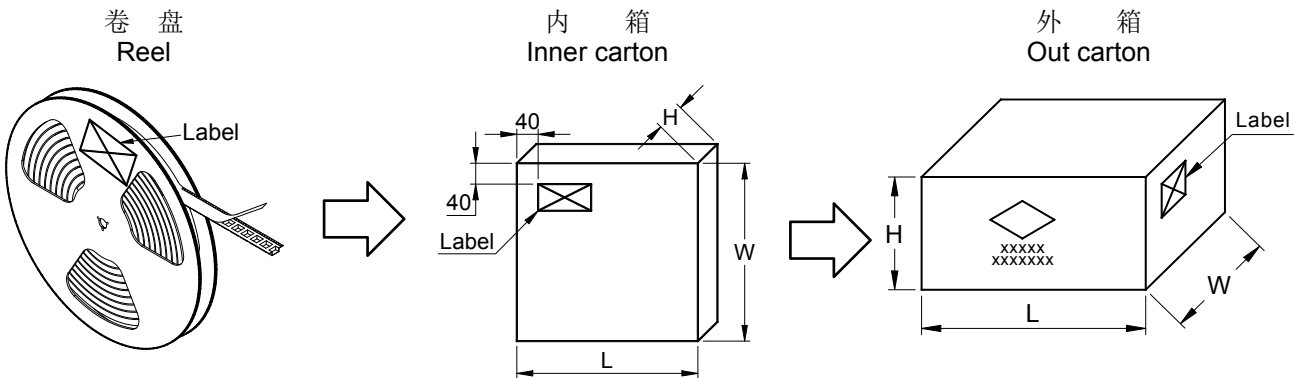 卷 盘
Reel
Label
内 箱
Inner carton
40
H
40
Label
W
L
外 箱
Out carton
Label
H
xxxxx
xxxxxxx
W
L